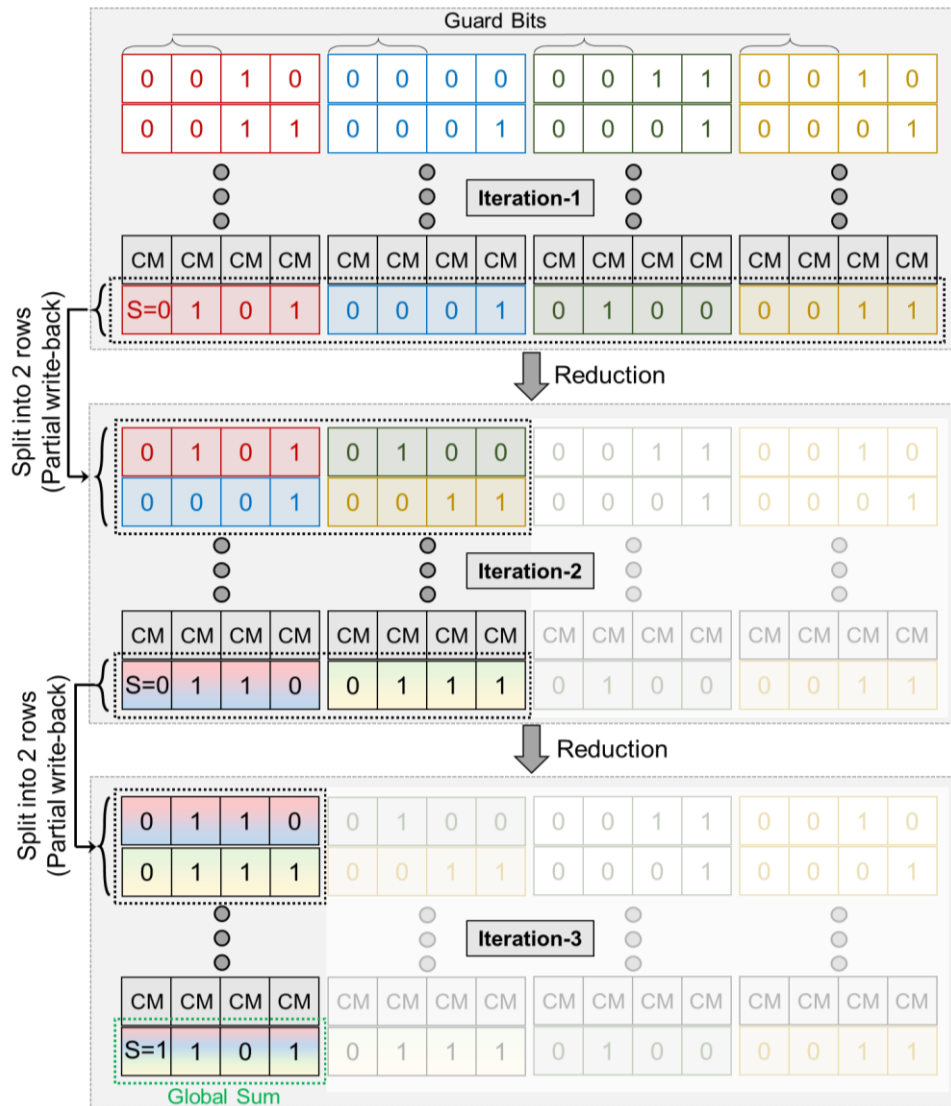 Guard Bits
0 0 1 0 0 0 0 0 0 0 1 1 0 0 1 0
0 0 1 1 0 0 0 1 0 0 0 1 0 0 0 1
Iteration-1
CM CM CM CM CM CM CM CM CM CM CM CM CM CM CM CM
S=0 1 0 1 0 0 0 1 0 1 0 0 0 0 1 1
Split into 2 rows
(Partial write-back)
Reduction
0 1 0 1 0 1 0 0 0 0 1 1 0 0 1 0
0 0 0 1 0 0 1 1 0 0 0 1 0 0 0 1
Iteration-2
CM CM CM CM CM CM CM CM CM CM CM CM CM CM CM CM
S=0 1 1 0 0 1 1 1 0 1 0 0 0 0 1 1
Split into 2 rows
(Partial write-back)
Reduction
0 1 1 0 0 1 0 0 0 0 1 1 0 0 1 0
0 1 1 1 0 0 1 1 0 0 0 1 0 0 0 1
Iteration-3
CM CM CM CM CM CM CM CM CM CM CM CM CM CM CM CM
S=1 1 0 1 0 1 1 1 0 1 0 0 0 0 1 1
Global Sum